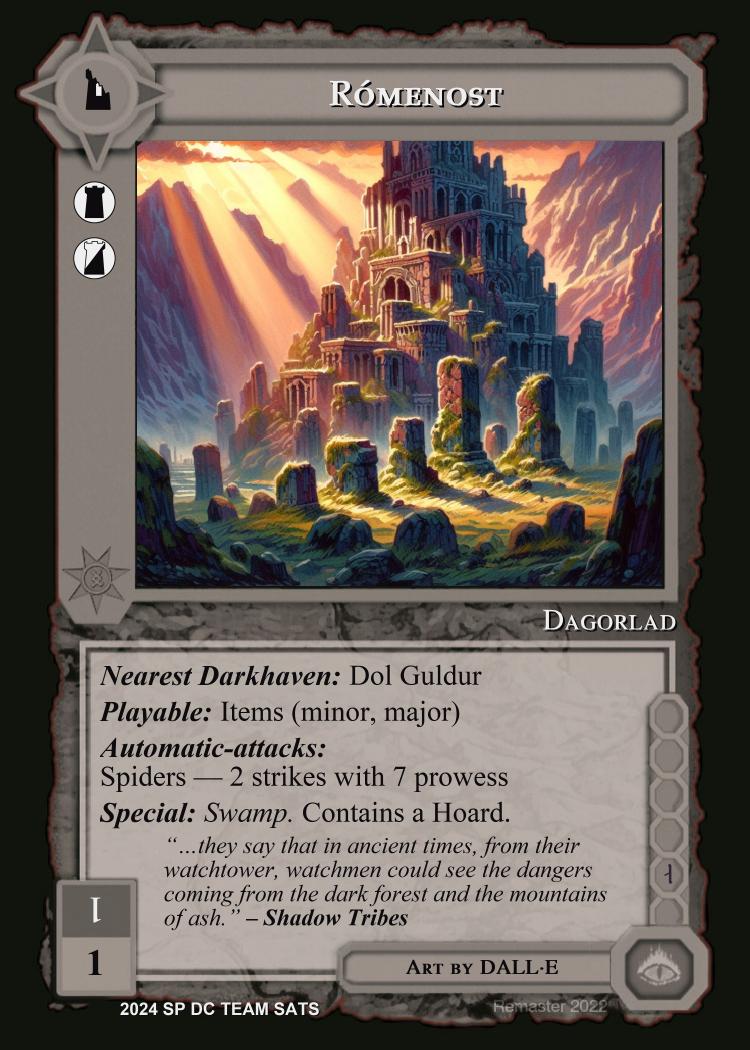 Rómenost
Dagorlad
Nearest Darkhaven: Dol Guldur
Playable: Items (minor, major)
Automatic-attacks:
Spiders — 2 strikes with 7 prowess
Special: Swamp. Contains a Hoard.
“...they say that in ancient times, from their
watchtower, watchmen could see the dangers
coming from the dark forest and the mountains
of ash.” – Shadow Tribes
1
Art by DALL·E
2024 SP DC TEAM SATS
Remaster 2022